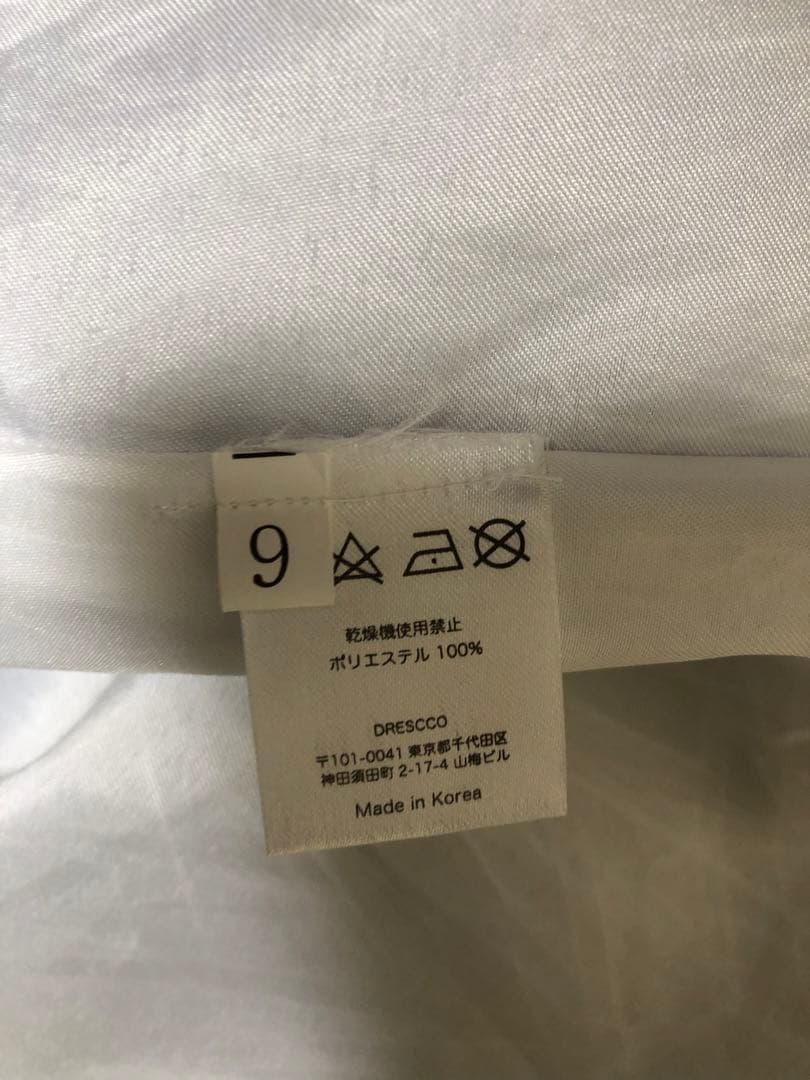 9
乾燥機使用禁止
ポリエステル 100%
DRESCCO
〒101-0041 東京都千代田区
神田須田町 2-17-4 山梅ビル
Made in Korea